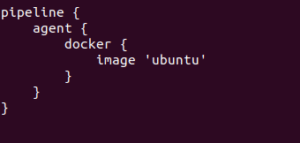 pipeline {
    agent {
        docker {
            image 'ubuntu'
        }
    }
}